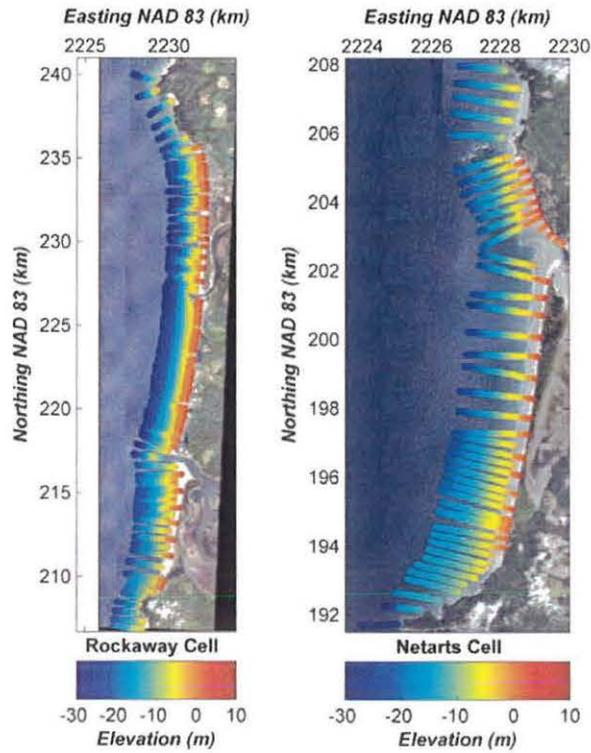 Easting NAD 83 (km)
2225 2230
240
235
230
225
220
215
210
Northing NAD 83 (km)
Rockaway Cell
-30 -20 -10 0 10
Elevation (m)
Easting NAD 83 (km)
2224 2226 2228 2230
208
206
204
202
200
198
196
194
192
Northing NAD 83 (km)
Netarts Cell
-30 -20 -10 0 10
Elevation (m)